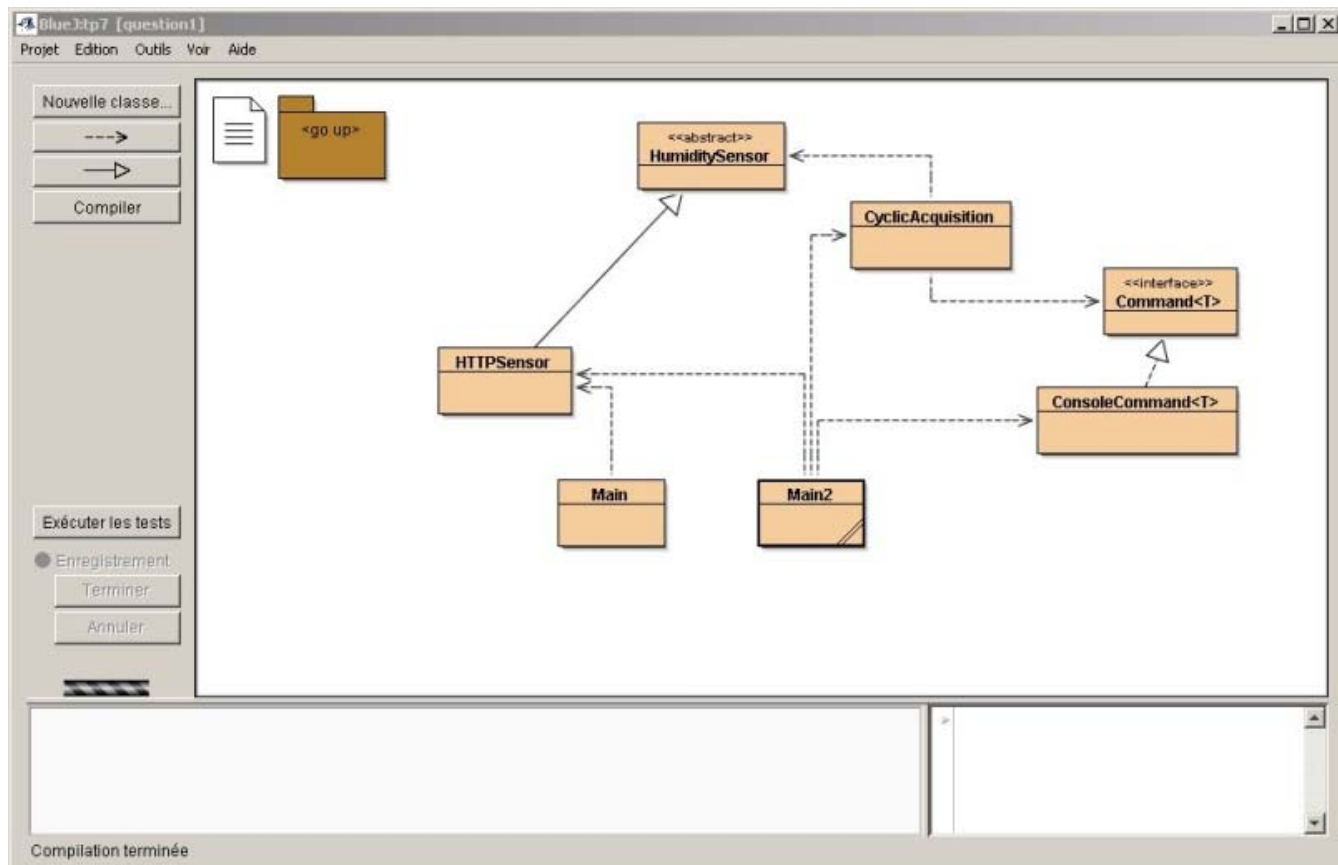 BlueJ:tp7 [question1]
Projet Edition Outils Voir Aide
Nouvelle classe...
Compiler
Exécuter les tests
Enregistrement
Terminer
Annuler
<go up>
<<abstract>>
HumiditySensor
CyclicAcquisition
<<interface>>
Command<T>
HTTPSensor
ConsoleCommand<T>
Main
Main2
Compilation terminée